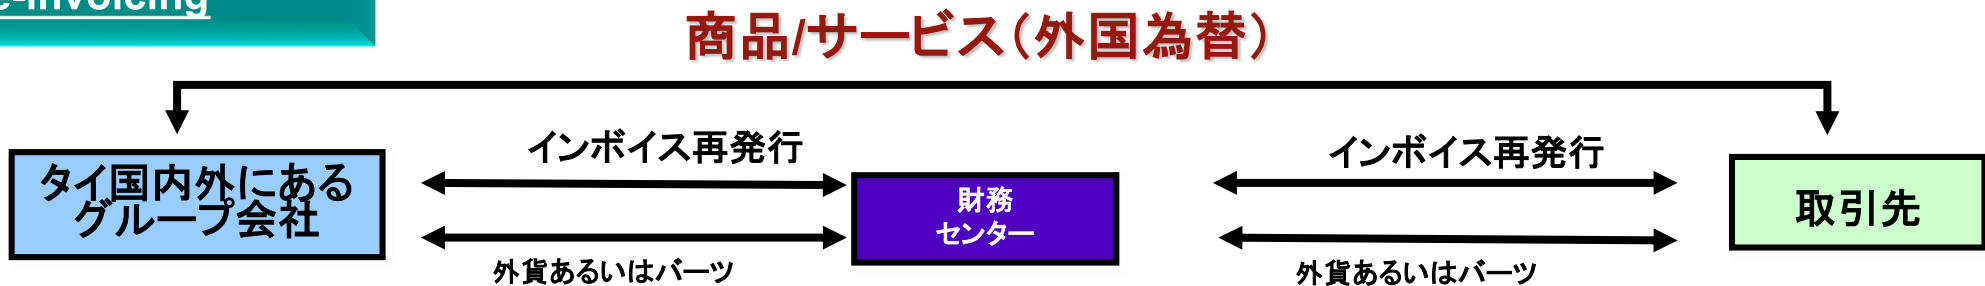 e-invoicing
商品/サービス(外国為替)
インボイス再発行
インボイス再発行
タイ国内外にある
グループ会社
財務
センター
取引先
外貨あるいはバーツ
外貨あるいはバーツ